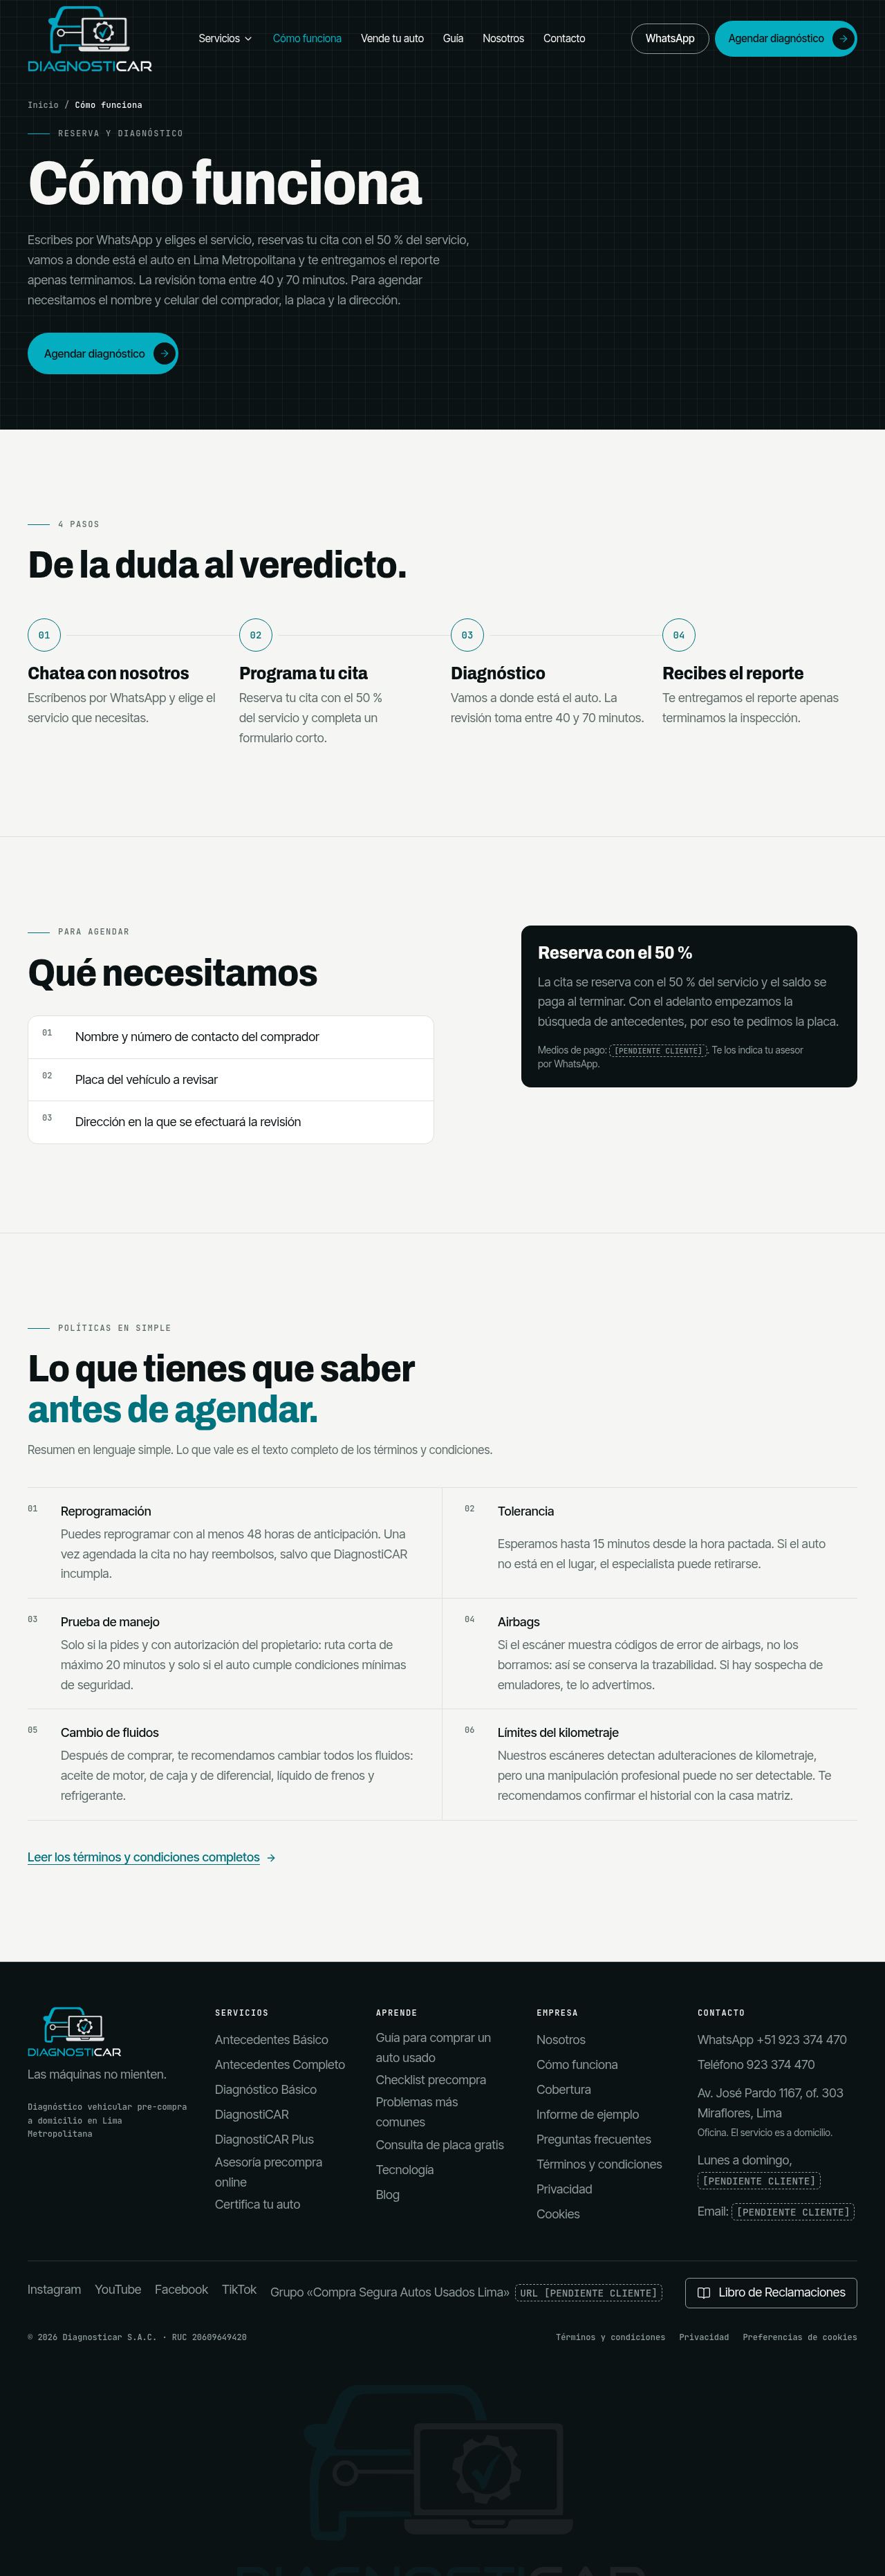 DIAGNOSTICAR
Servicios
Cómo funciona
Vende tu auto
Guía
Nosotros
Contacto
WhatsApp
Agendar diagnóstico
Inicio / Cómo funciona
RESERVA Y DIAGNÓSTICO
Cómo funciona
Escribes por WhatsApp y eliges el servicio, reservas tu cita con el 50 % del servicio,
vamos a donde está el auto en Lima Metropolitana y te entregamos el reporte
apenas terminamos. La revisión toma entre 40 y 70 minutos. Para agendar
necesitamos el nombre y celular del comprador, la placa y la dirección.
Agendar diagnóstico
4 PASOS
De la duda al veredicto.
01
Chatea con nosotros
Escríbenos por WhatsApp y elige el
servicio que necesitas.
02
Programa tu cita
Reserva tu cita con el 50 %
del servicio y completa un
formulario corto.
03
Diagnóstico
Vamos a donde está el auto. La
revisión toma entre 40 y 70 minutos.
04
Recibes el reporte
Te entregamos el reporte apenas
terminamos la inspección.
PARA AGENDAR
Qué necesitamos
01 Nombre y número de contacto del comprador
02 Placa del vehículo a revisar
03 Dirección en la que se efectuará la revisión
Reserva con el 50 %
La cita se reserva con el 50 % del servicio y el saldo se
paga al terminar. Con el adelanto empezamos la
búsqueda de antecedentes, por eso te pedimos la placa.
Medios de pago: [PENDIENTE CLIENTE]. Te los indica tu asesor
por WhatsApp.
POLÍTICAS EN SIMPLE
Lo que tienes que saber
antes de agendar.
Resumen en lenguaje simple. Lo que vale es el texto completo de los términos y condiciones.
01 Reprogramación
Puedes reprogramar con al menos 48 horas de anticipación. Una
vez agendada la cita no hay reembolsos, salvo que DiagnostiCAR
incumpla.
02 Tolerancia
Esperamos hasta 15 minutos desde la hora pactada. Si el auto
no está en el lugar, el especialista puede retirarse.
03 Prueba de manejo
Solo si la pides y con autorización del propietario: ruta corta de
máximo 20 minutos y solo si el auto cumple condiciones mínimas
de seguridad.
04 Airbags
Si el escáner muestra códigos de error de airbags, no los
borramos: así se conserva la trazabilidad. Si hay sospecha de
emuladores, te lo advertimos.
05 Cambio de fluidos
Después de comprar, te recomendamos cambiar todos los fluidos:
aceite de motor, de caja y de diferencial, líquido de frenos y
refrigerante.
06 Límites del kilometraje
Nuestros escáneres detectan adulteraciones de kilometraje,
pero una manipulación profesional puede no ser detectable. Te
recomendamos confirmar el historial con la casa matriz.
Leer los términos y condiciones completos
DIAGNOSTICAR
Las máquinas no mienten.
Diagnóstico vehicular pre-compra
a domicilio en Lima
Metropolitana
SERVICIOS
Antecedentes Básico
Antecedentes Completo
Diagnóstico Básico
DiagnostiCAR
DiagnostiCAR Plus
Asesoría precompra
online
Certifica tu auto
APRENDE
Guía para comprar un
auto usado
Checklist precompra
Problemas más
comunes
Consulta de placa gratis
Tecnología
Blog
EMPRESA
Nosotros
Cómo funciona
Cobertura
Informe de ejemplo
Preguntas frecuentes
Términos y condiciones
Privacidad
Cookies
CONTACTO
WhatsApp +51 923 374 470
Teléfono 923 374 470
Av. José Pardo 1167, of. 303
Miraflores, Lima
Oficina. El servicio es a domicilio.
Lunes a domingo,
[PENDIENTE CLIENTE]
Email: [PENDIENTE CLIENTE]
Instagram YouTube Facebook TikTok Grupo «Compra Segura Autos Usados Lima» URL [PENDIENTE CLIENTE]
Libro de Reclamaciones
© 2026 Diagnosticar S.A.C. · RUC 20609649420
Términos y condiciones Privacidad Preferencias de cookies
DIAGNOSTICAR